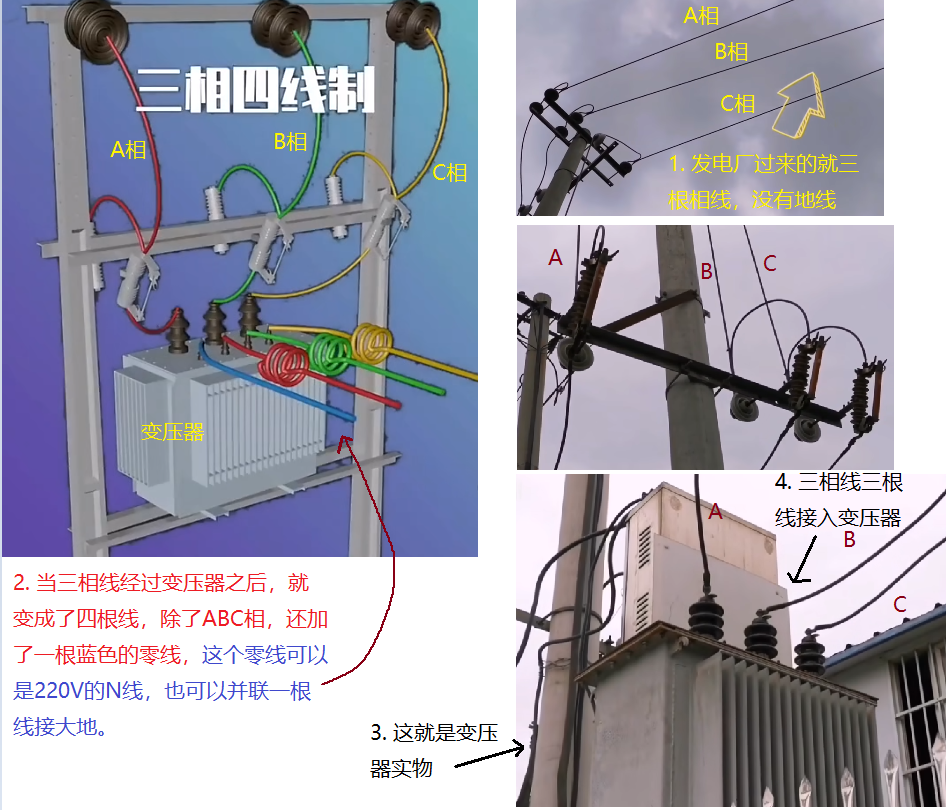 三相四线制
A相
B相
C相
变压器
A相
B相
C相
1. 发电厂过来的就三
根相线，没有地线
A
B
C
2. 当三相线经过变压器之后，就
变成了四根线，除了ABC相，还加
了一根蓝色的零线，这个零线可以
是220V的N线，也可以并联一根
线接大地。
3. 这就是变压
器实物
4. 三相线三根
线接入变压器
A
B
C